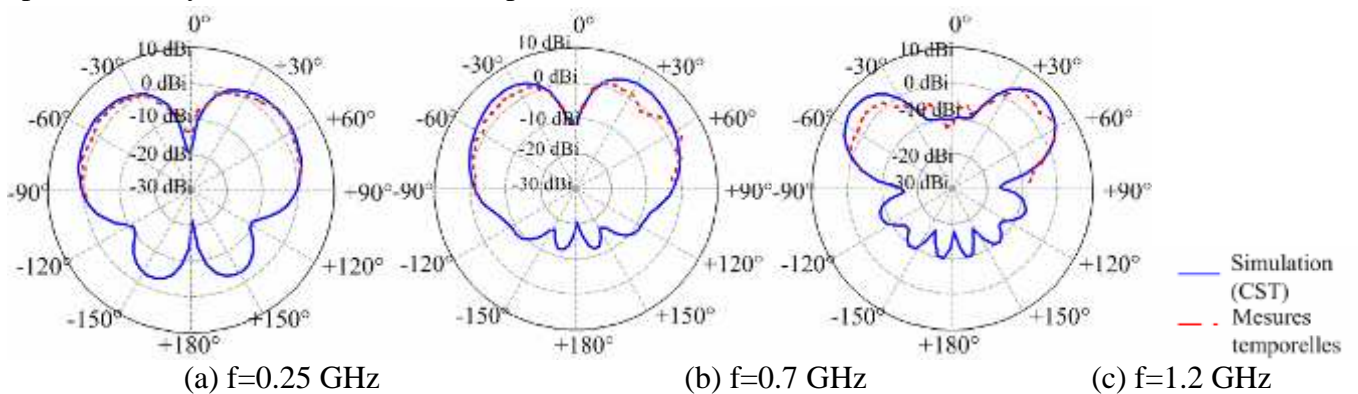 0° 0° 0°
10 dBi 10 dBi 10 dBi
-30° +30° -30° +30° -30° +30°
0 dBi 0 dBi 0 dBi
-60° -10 dBi +60° -60° -10 dBi +60° -60° -10 dBi +60°
-20 dBi -20 dBi -20 dBi
-90° -30 dBi +90° -90° -30 dBi +90° -90° 30 dBi +90°
-120° +120° -120° +120° -120° +120°
-150° +150° -150° +150° -150° +150°
+180° +180° +180°
Simulation
(CST)
Mesures
temporelles
(a) f=0.25 GHz (b) f=0.7 GHz (c) f=1.2 GHz